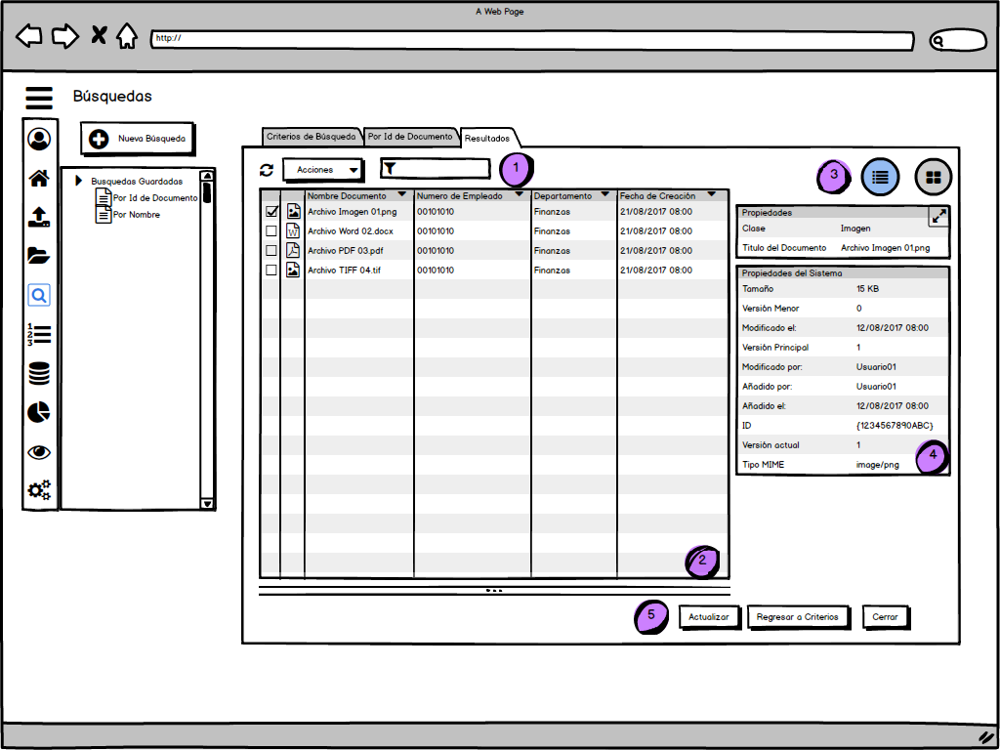 A Web Page
http://
Búsquedas
Nueva Búsqueda
Busquedas Guardadas
Por Id de Documento
Por Nombre
1
2
3
Criterios de Búsqueda
Por Id de Documento
Resultados
Acciones
1
3
Nombre Documento
Numero de Empleado
Departamento
Fecha de Creación
Archivo Imagen 01.png
00101010
Finanzas
21/08/2017 08:00
W
Archivo Word 02.docx
00101010
Finanzas
21/08/2017 08:00
Archivo PDF 03.pdf
00101010
Finanzas
21/08/2017 08:00
Archivo TIFF 04.tif
00101010
Finanzas
21/08/2017 08:00
2
Propiedades
Clase
Imagen
Titulo del Documento
Archivo Imagen 01.png
Propiedades del Sistema
Tamaño
15 KB
Versión Menor
0
Modificado el:
12/08/2017 08:00
Versión Principal
1
Modificado por:
Usuario01
Añadido por:
Usuario01
Añadido el:
12/08/2017 08:00
ID
{1234567890ABC}
Versión actual
1
Tipo MIME
image/png
4
5
Actualizar
Regresar a Criterios
Cerrar